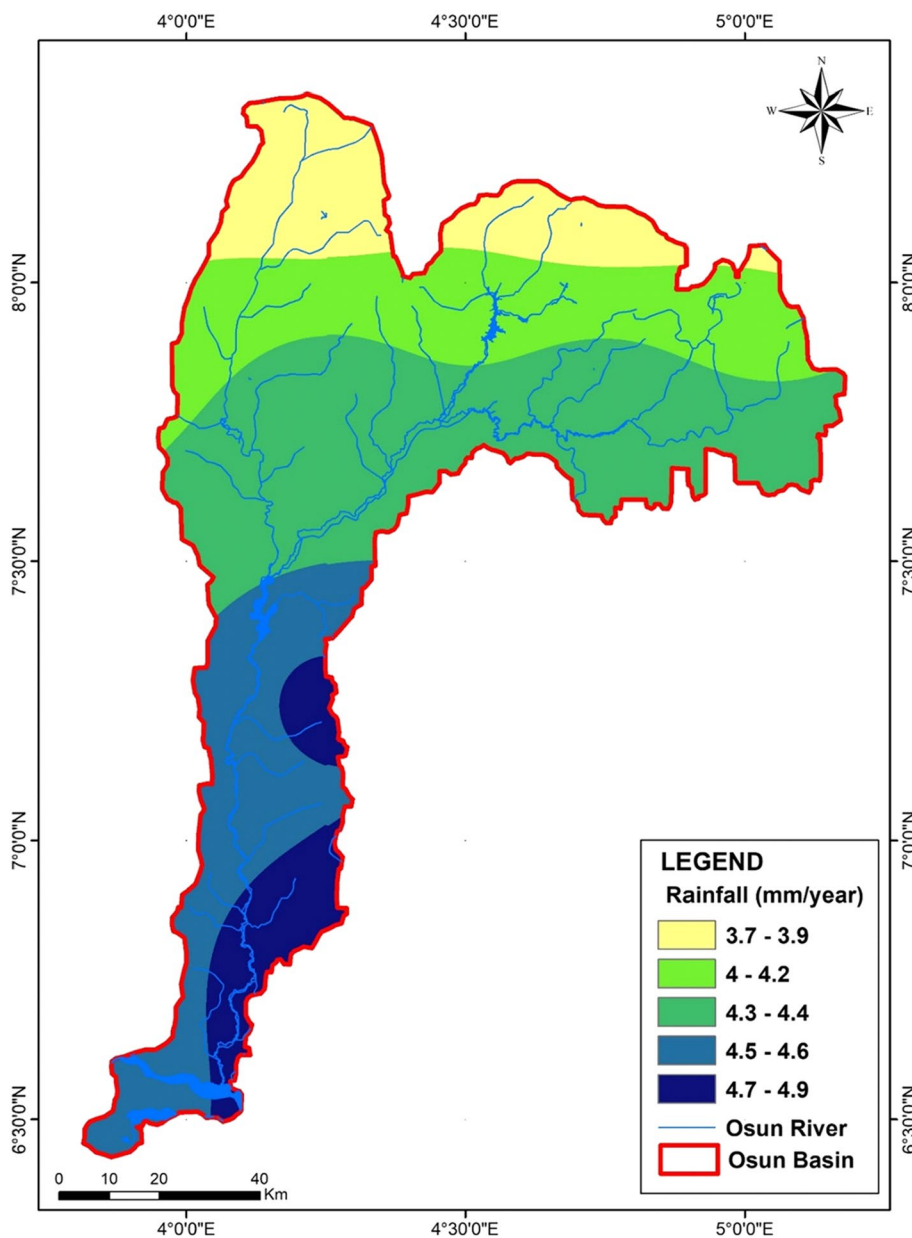 4°0'0"E 4°30'0"E 5°0'0"E
N
W E
S
8°0'0"N 8°0'0"N
7°30'0"N 7°30'0"N
7°0'0"N 7°0'0"N
6°30'0"N 6°30'0"N
LEGEND
Rainfall (mm/year)
3.7 - 3.9
4 - 4.2
4.3 - 4.4
4.5 - 4.6
4.7 - 4.9
Osun River
Osun Basin
0 10 20 40
Km
4°0'0"E 4°30'0"E 5°0'0"E